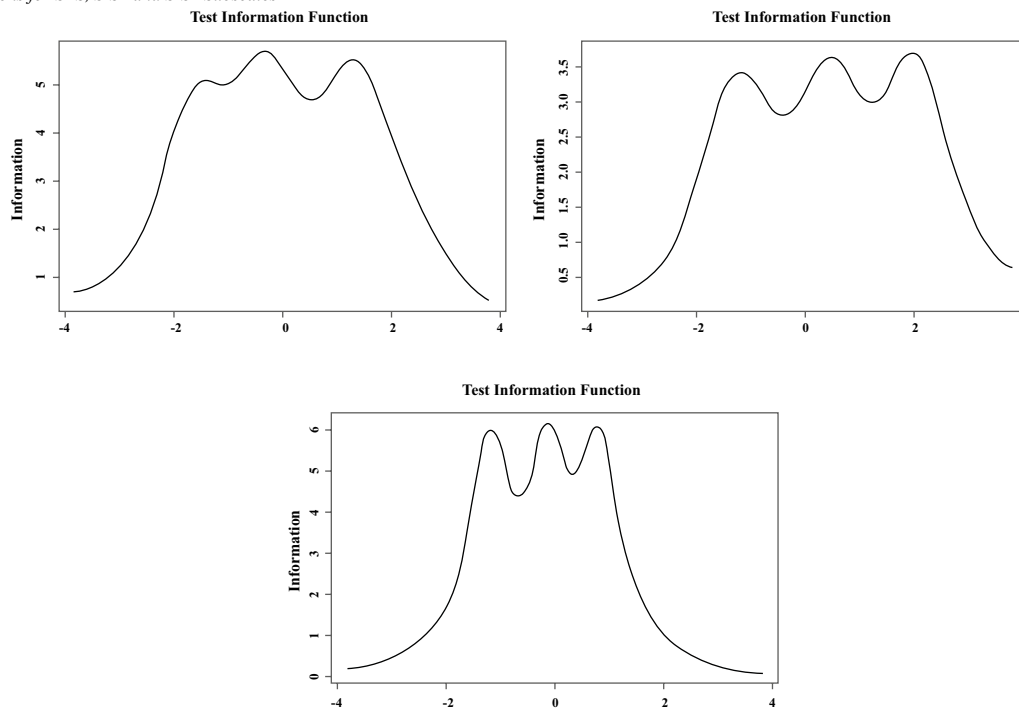 Test Information Function
Test Information Function
Information
5
4
3
2
1
-4 -2 0 2 4
Information
3.5
3.0
2.5
2.0
1.5
1.0
0.5
-4 -2 0 2
Test Information Function
Information
6
5
4
3
2
1
0
-4 -2 0 2 4